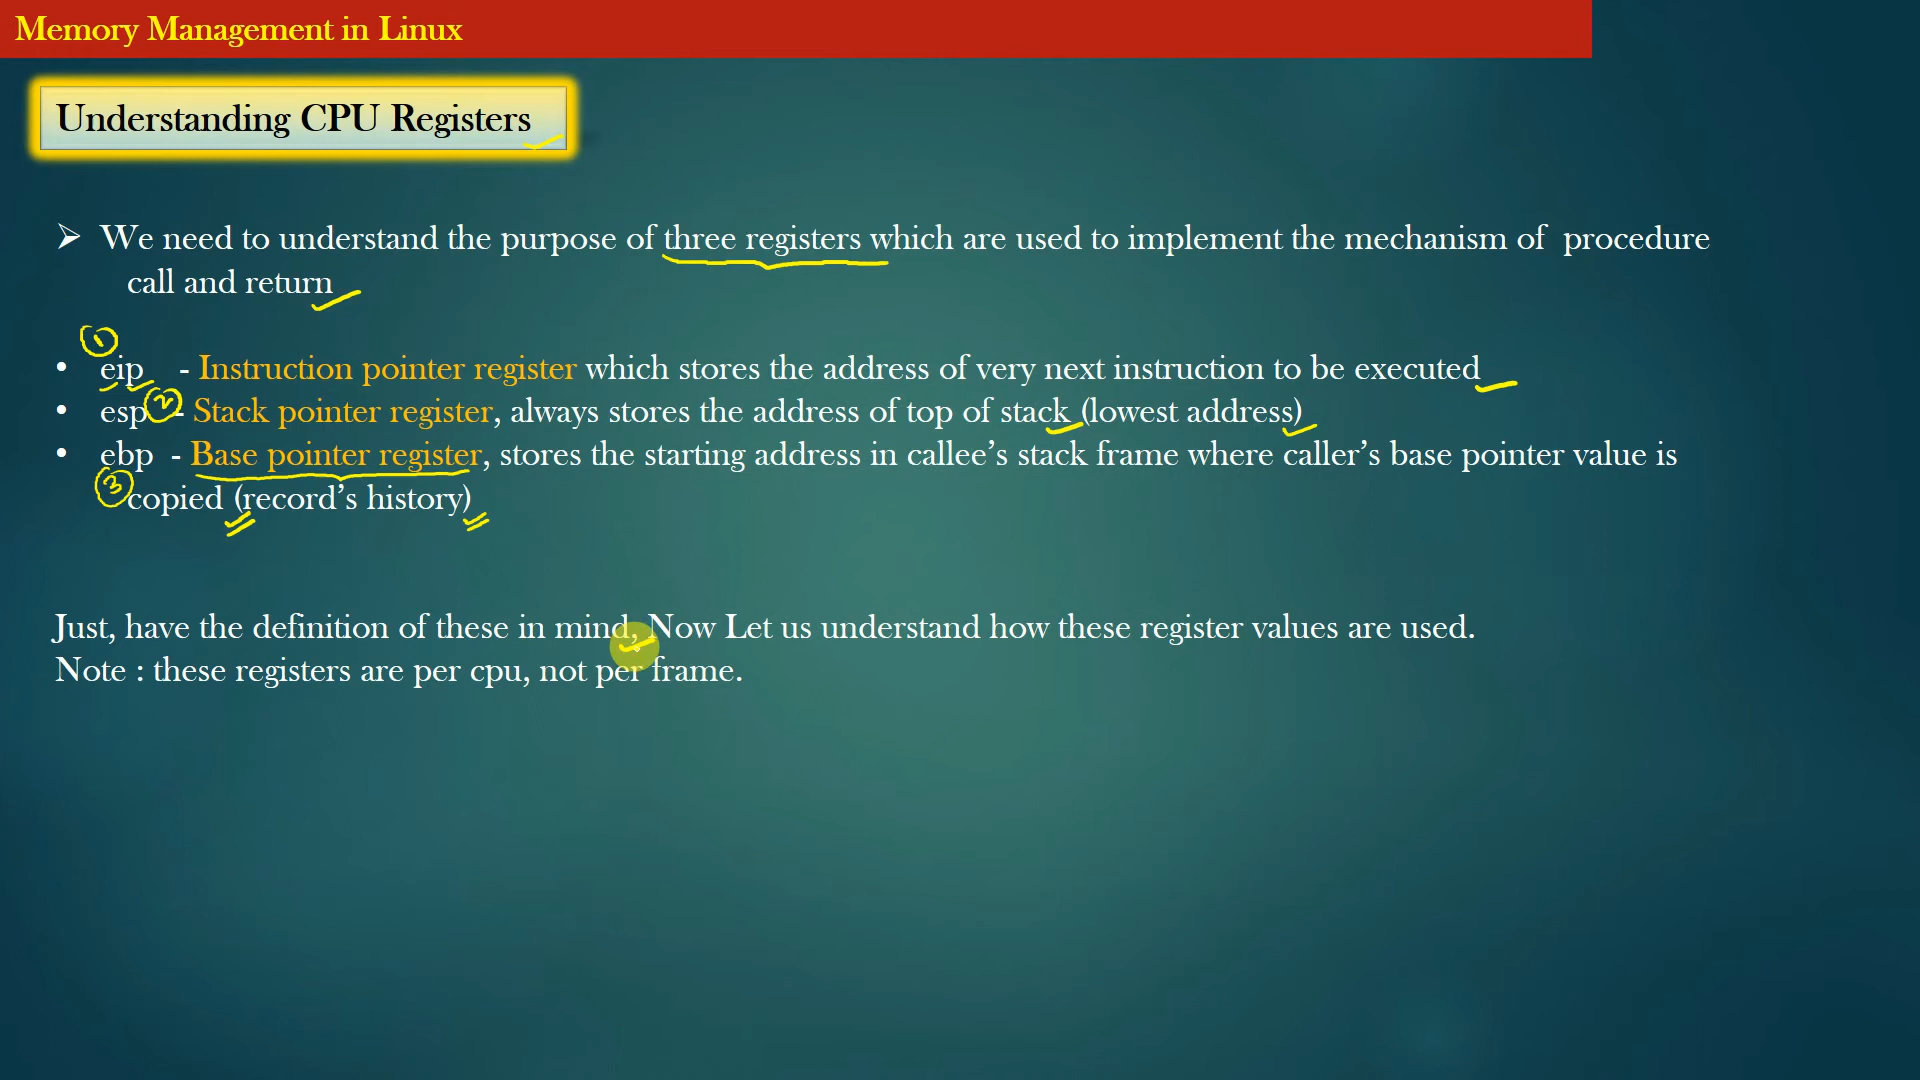 Memory Management in Linux
Understanding CPU Registers
➢ We need to understand the purpose of three registers which are used to implement the mechanism of procedure
call and return
1
• eip - Instruction pointer register which stores the address of very next instruction to be executed
• esp 2 - Stack pointer register, always stores the address of top of stack (lowest address)
• ebp - Base pointer register, stores the starting address in callee’s stack frame where caller’s base pointer value is
3 copied (record’s history)
Just, have the definition of these in mind, Now Let us understand how these register values are used.
Note : these registers are per cpu, not per frame.